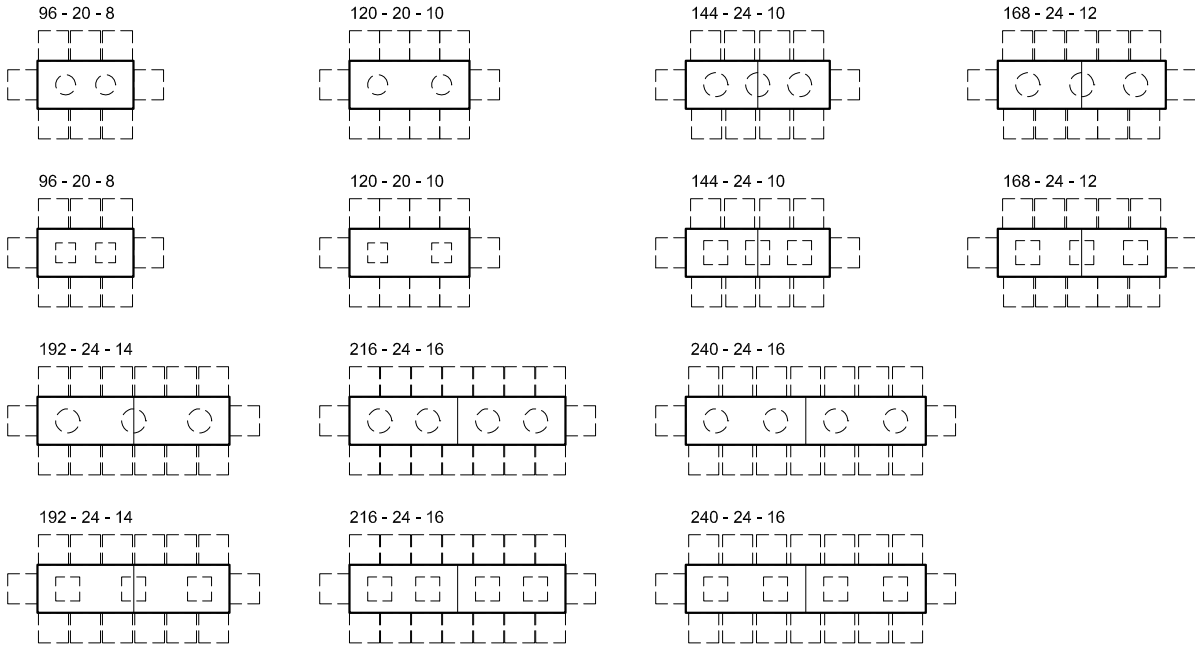 96 - 20 - 8
120 - 20 - 10
144 - 24 - 10
168 - 24 - 12
96 - 20 - 8
120 - 20 - 10
144 - 24 - 10
168 - 24 - 12
192 - 24 - 14
216 - 24 - 16
240 - 24 - 16
192 - 24 - 14
216 - 24 - 16
240 - 24 - 16